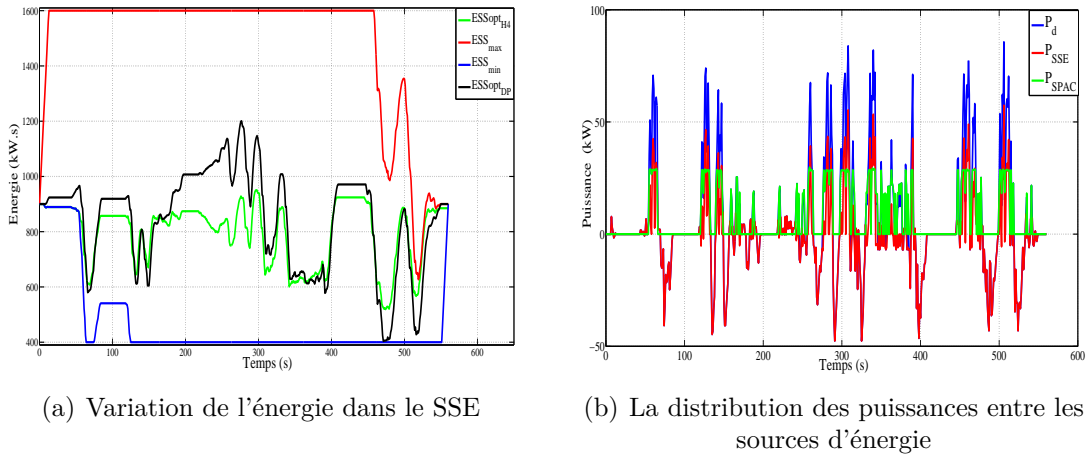 1600
1400
1200
1000
800
600
400
Energie (kW.s)
0
100
200
300
400
500
600
Temps (s)
ESSopt_H4
ESS_max
ESS_min
ESSopt_DP
(a) Variation de l'énergie dans le SSE
100
50
0
−50
Puissance (kW)
0
100
200
300
400
500
600
Temps (s)
P_d
P_SSE
P_SPAC
(b) La distribution des puissances entre les
sources d'énergie